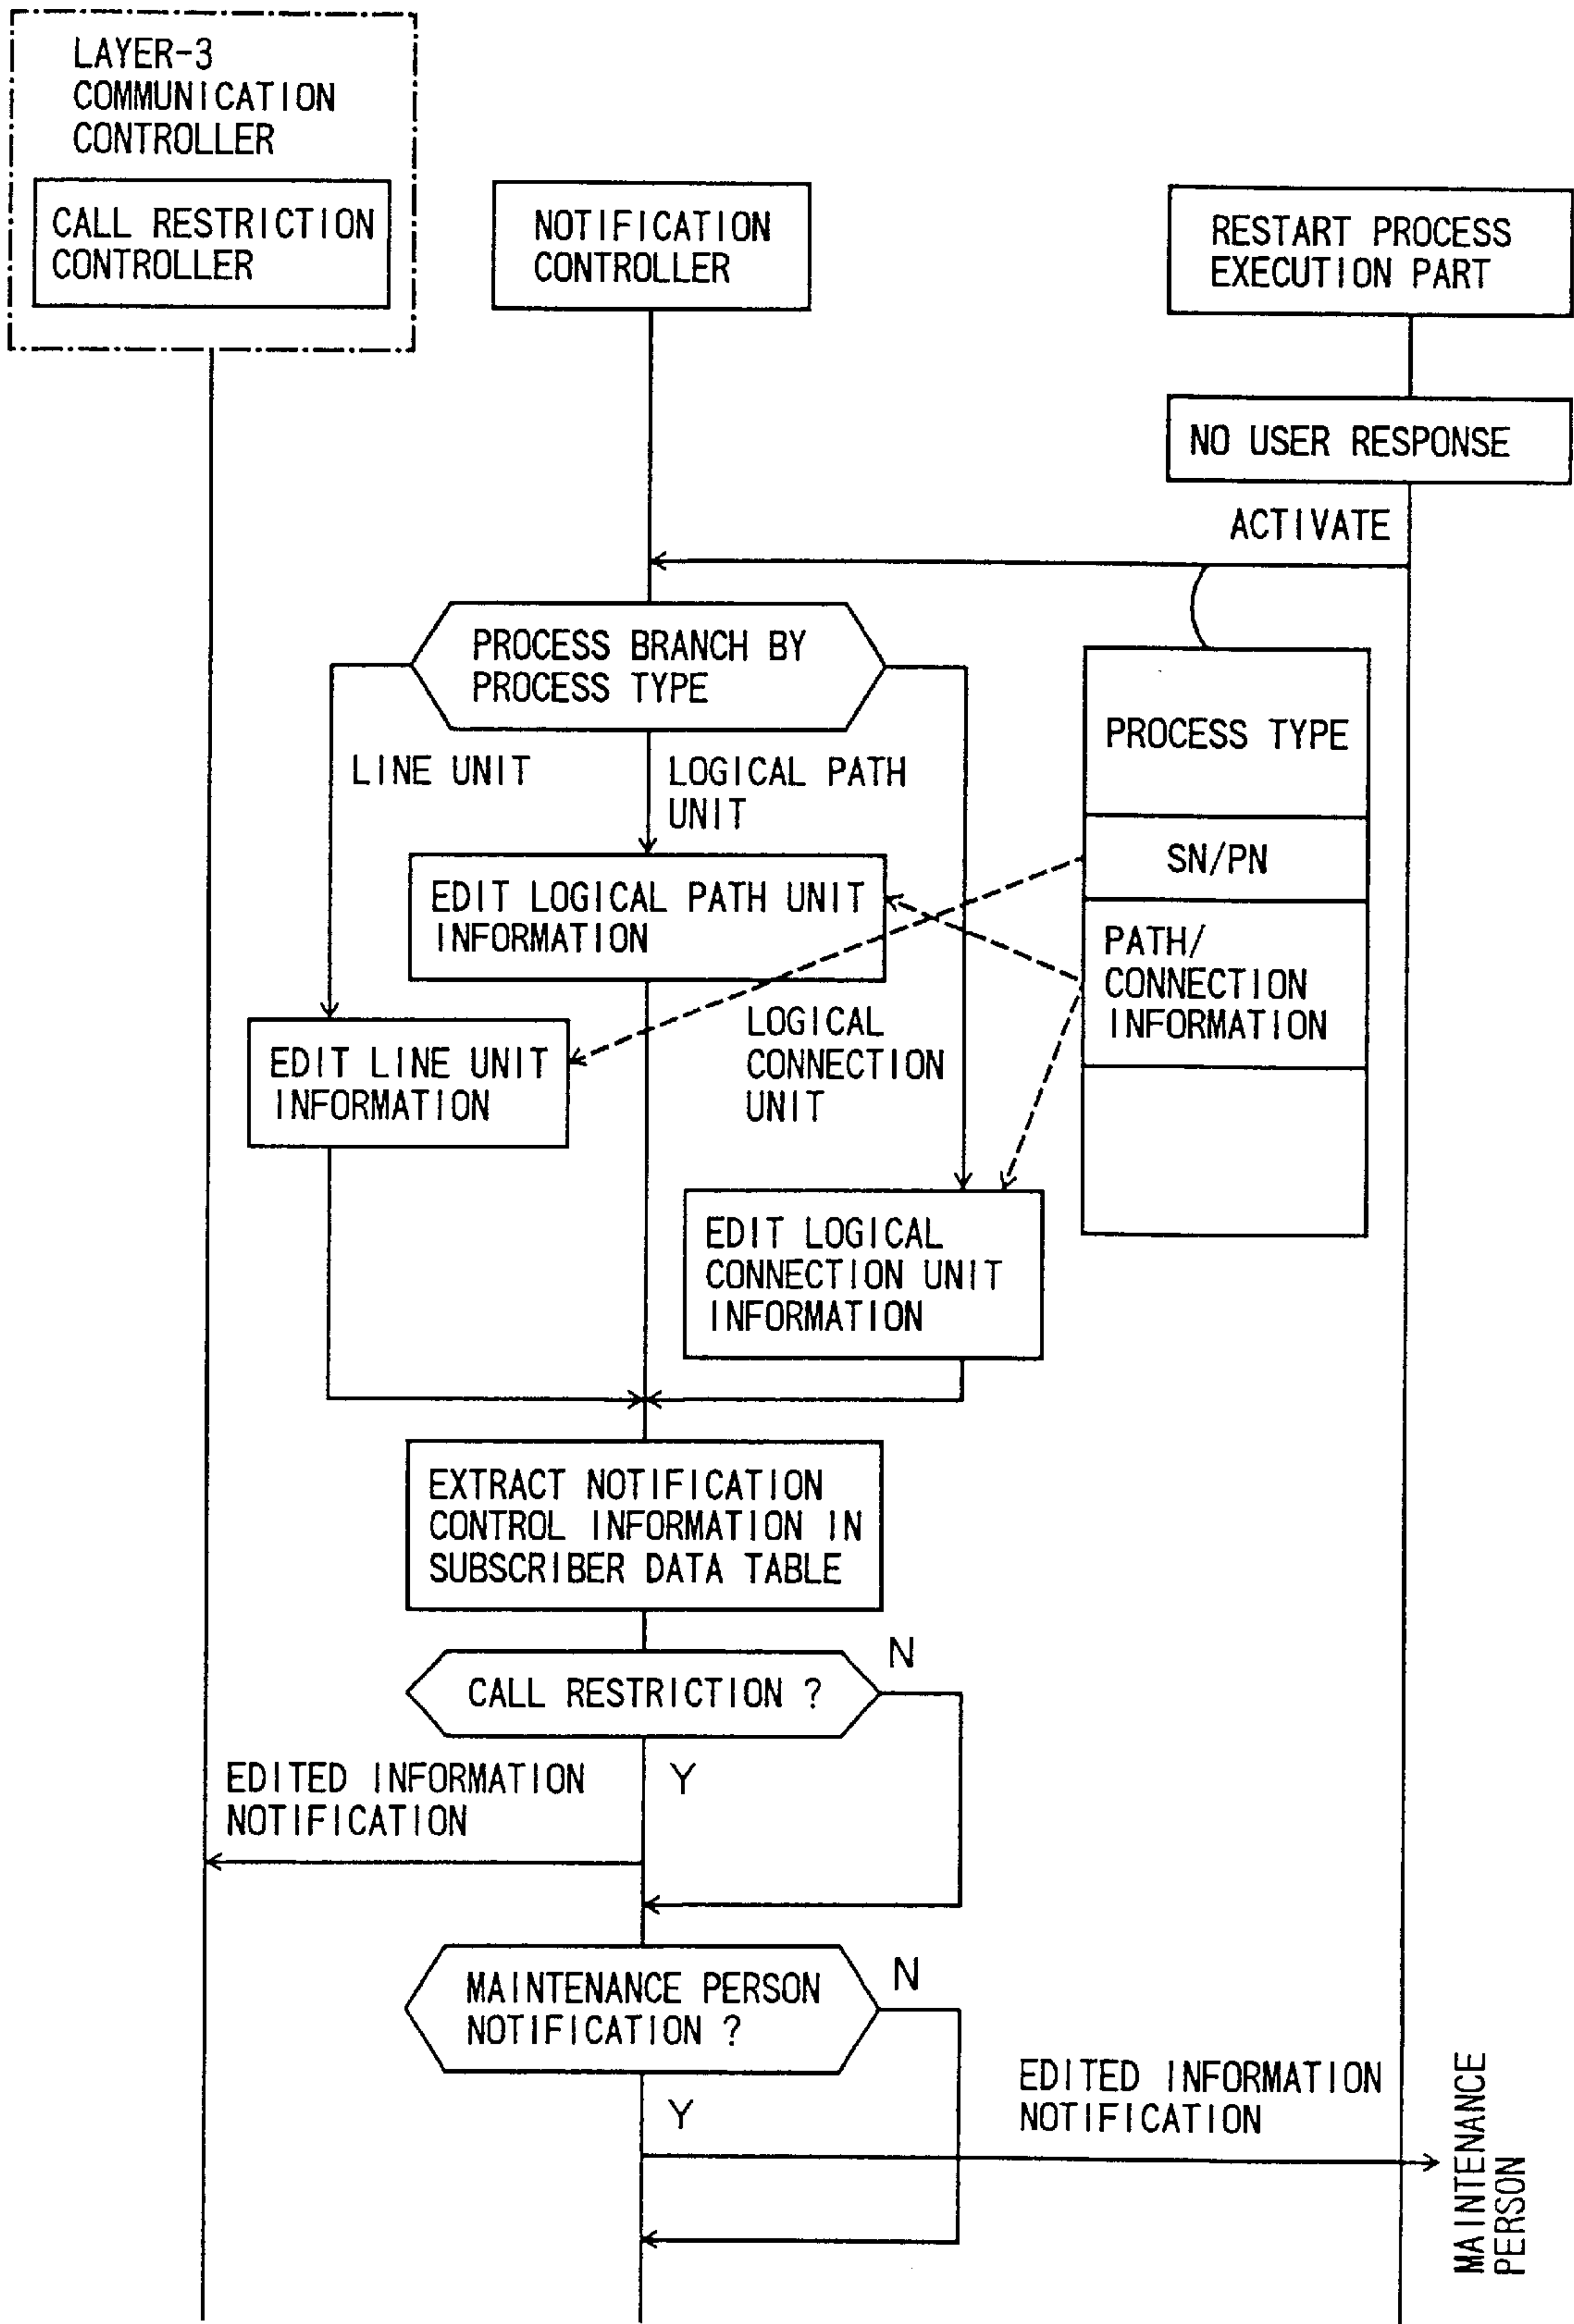 LAYER-3
COMMUNICATION
CONTROLLER
CALL RESTRICTION
CONTROLLER
NOTIFICATION
CONTROLLER
RESTART PROCESS
EXECUTION PART
NO USER RESPONSE
ACTIVATE
PROCESS BRANCH BY
PROCESS TYPE
PROCESS TYPE
LINE UNIT
LOGICAL PATH
UNIT
SN/PN
EDIT LOGICAL PATH UNIT
INFORMATION
PATH/
CONNECTION
INFORMATION
LOGICAL
CONNECTION
UNIT
EDIT LINE UNIT
INFORMATION
EDIT LOGICAL
CONNECTION UNIT
INFORMATION
EXTRACT NOTIFICATION
CONTROL INFORMATION IN
SUBSCRIBER DATA TABLE
CALL RESTRICTION ?
N
Y
EDITED INFORMATION
NOTIFICATION
MAINTENANCE PERSON
NOTIFICATION ?
N
Y
EDITED INFORMATION
NOTIFICATION
MAINTENANCE
PERSON